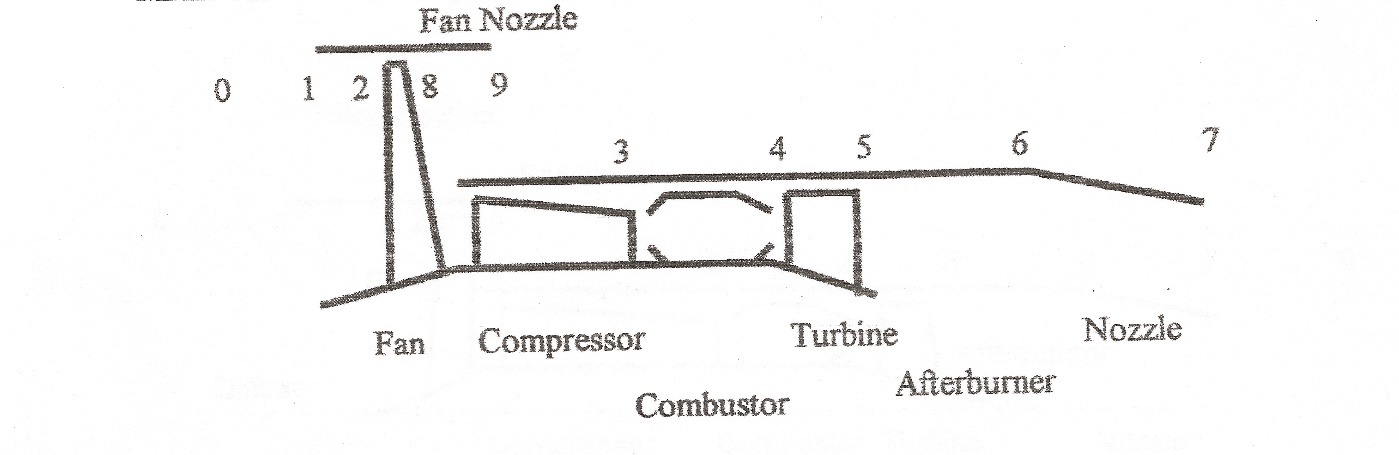 Fan Nozzle
0 1 2 8 9
3 4 5 6 7
Fan Compressor Turbine Nozzle
Afterburner
Combustor